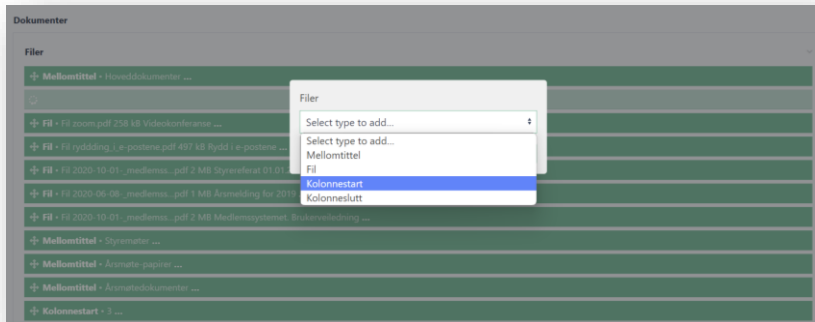 Dokumenter
Filer
Mellomtittel • Hoveddokumenter ...
Fil • Fil zoom.pdf 258 kB Videokonferanse ...
Fil • Fil ryddding_i_e-postene.pdf 497 kB Rydd i e-postene ...
Fil • Fil 2020-10-01-_medlemss...pdf 2 MB Styrereferat 01.01.
Fil • Fil 2020-06-08-_medlemss...pdf 1 MB Årsmelding for 2019
Fil • Fil 2020-10-01-_medlemss...pdf 2 MB Medlemssystemet. Brukerveiledning ...
Mellomtittel • Styremøter ...
Mellomtittel • Årsmøte-papirer ...
Mellomtittel • Årsmøtedokumenter ...
Kolonnestart • 3 ...
Filer
Select type to add...
Select type to add...
Mellomtittel
Fil
Kolonnestart
Kolonneslutt